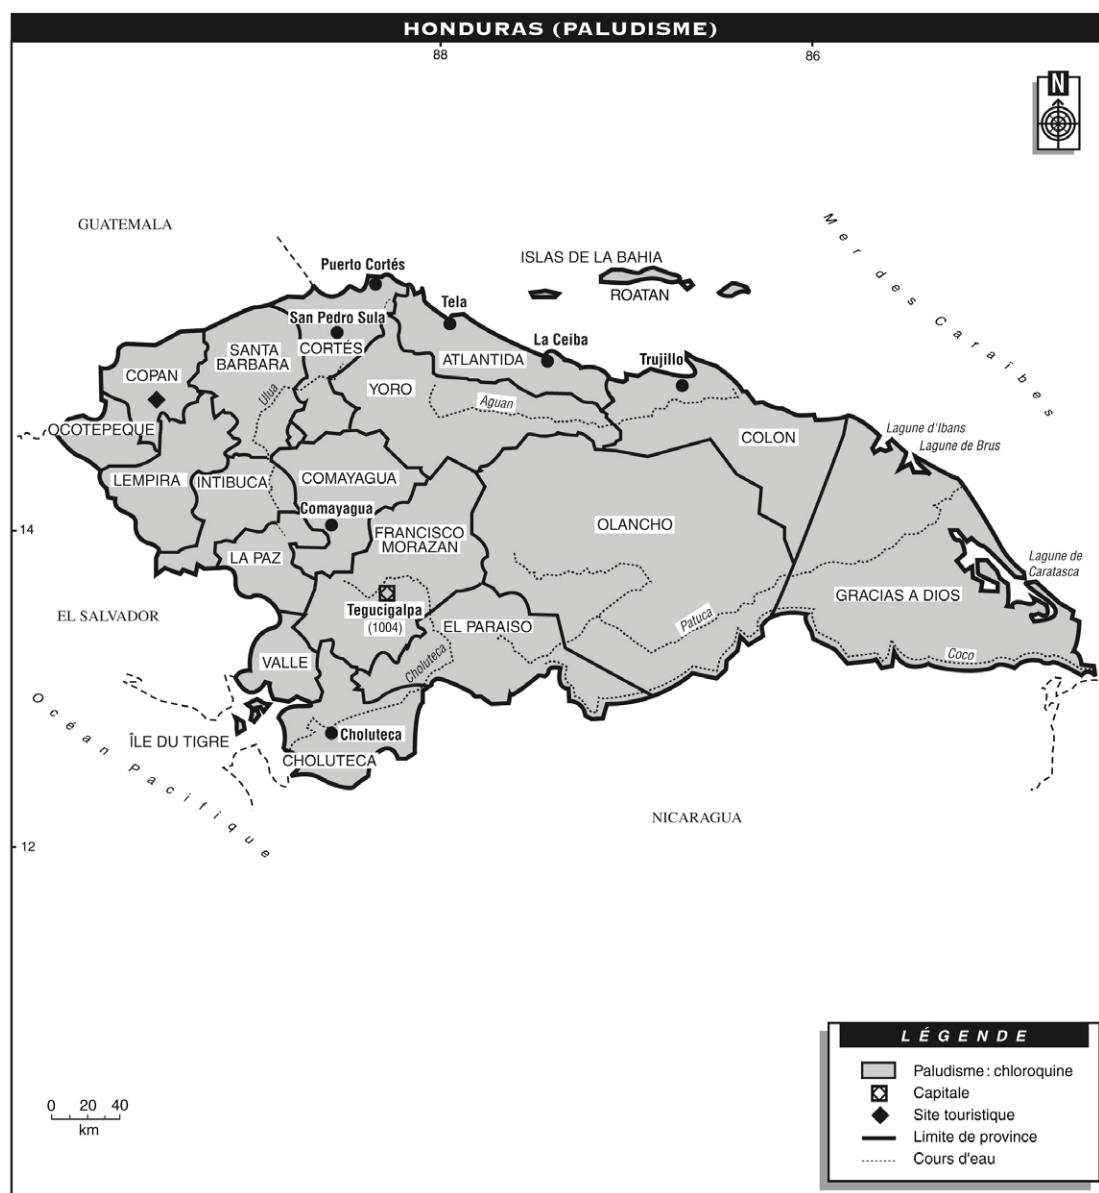 HONDURAS (PALUDISME)
88
86
N
GUATEMALA
Mer des Caraïbes
ISLAS DE LA BAHIA
ROATAN
Puerto Cortés
Tela
San Pedro Sula
CORTÉS
La Ceiba
Trujillo
SANTA
BARBARA
ATLANTIDA
COPAN
YORO
Ulua
Aguan
OCOTEPEQUE
COLON
Lagune d'Ibans
Lagune de Brus
LEMPIRA
INTIBUCA
COMAYAGUA
Comayagua
14
OLANCHO
FRANCISCO
MORAZAN
LA PAZ
Lagune de
Caratasca
GRACIAS A DIOS
Tegucigalpa
(1004)
EL SALVADOR
EL PARAISO
Patuca
Coco
VALLE
Choluteca
Océan Pacifique
ÎLE DU TIGRE
Choluteca
CHOLUTECA
NICARAGUA
12
LÉGENDE
Paludisme : chloroquine
Capitale
Site touristique
Limite de province
Cours d'eau
0 20 40
km